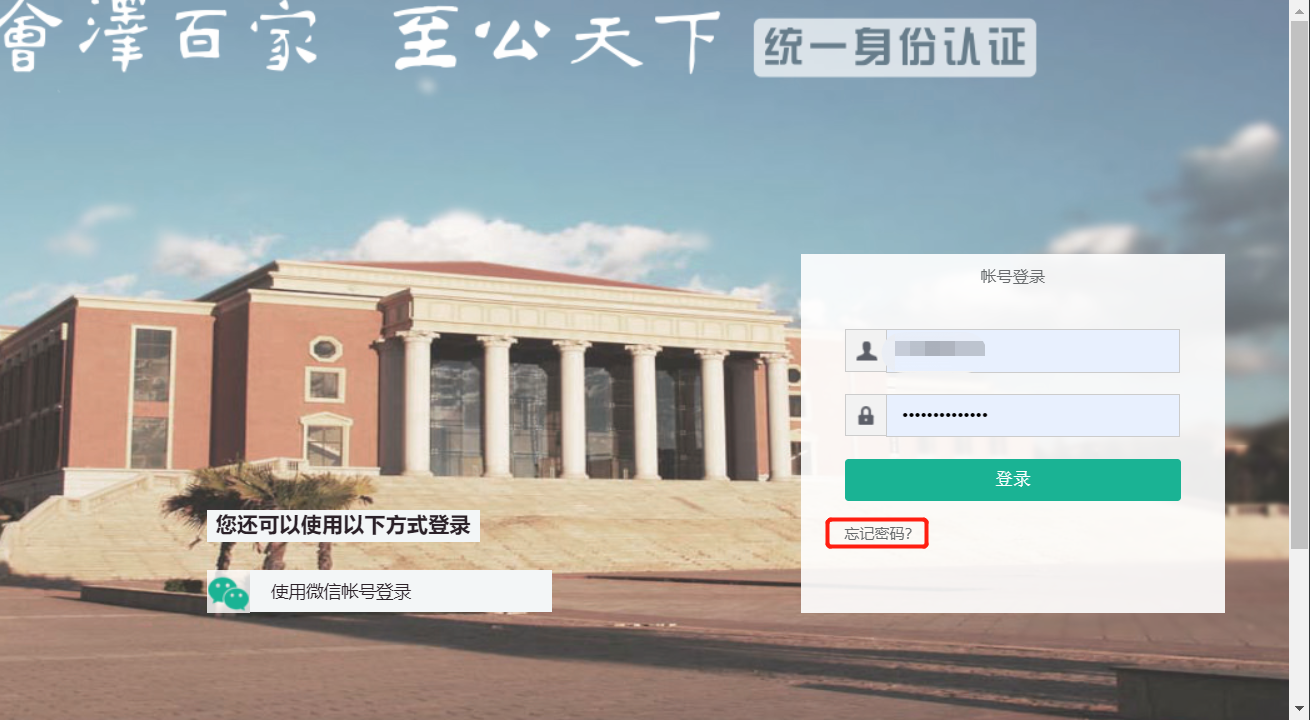 會澤百家 至公天下 统一身份认证
帐号登录
登录
忘记密码?
您还可以使用以下方式登录
使用微信帐号登录